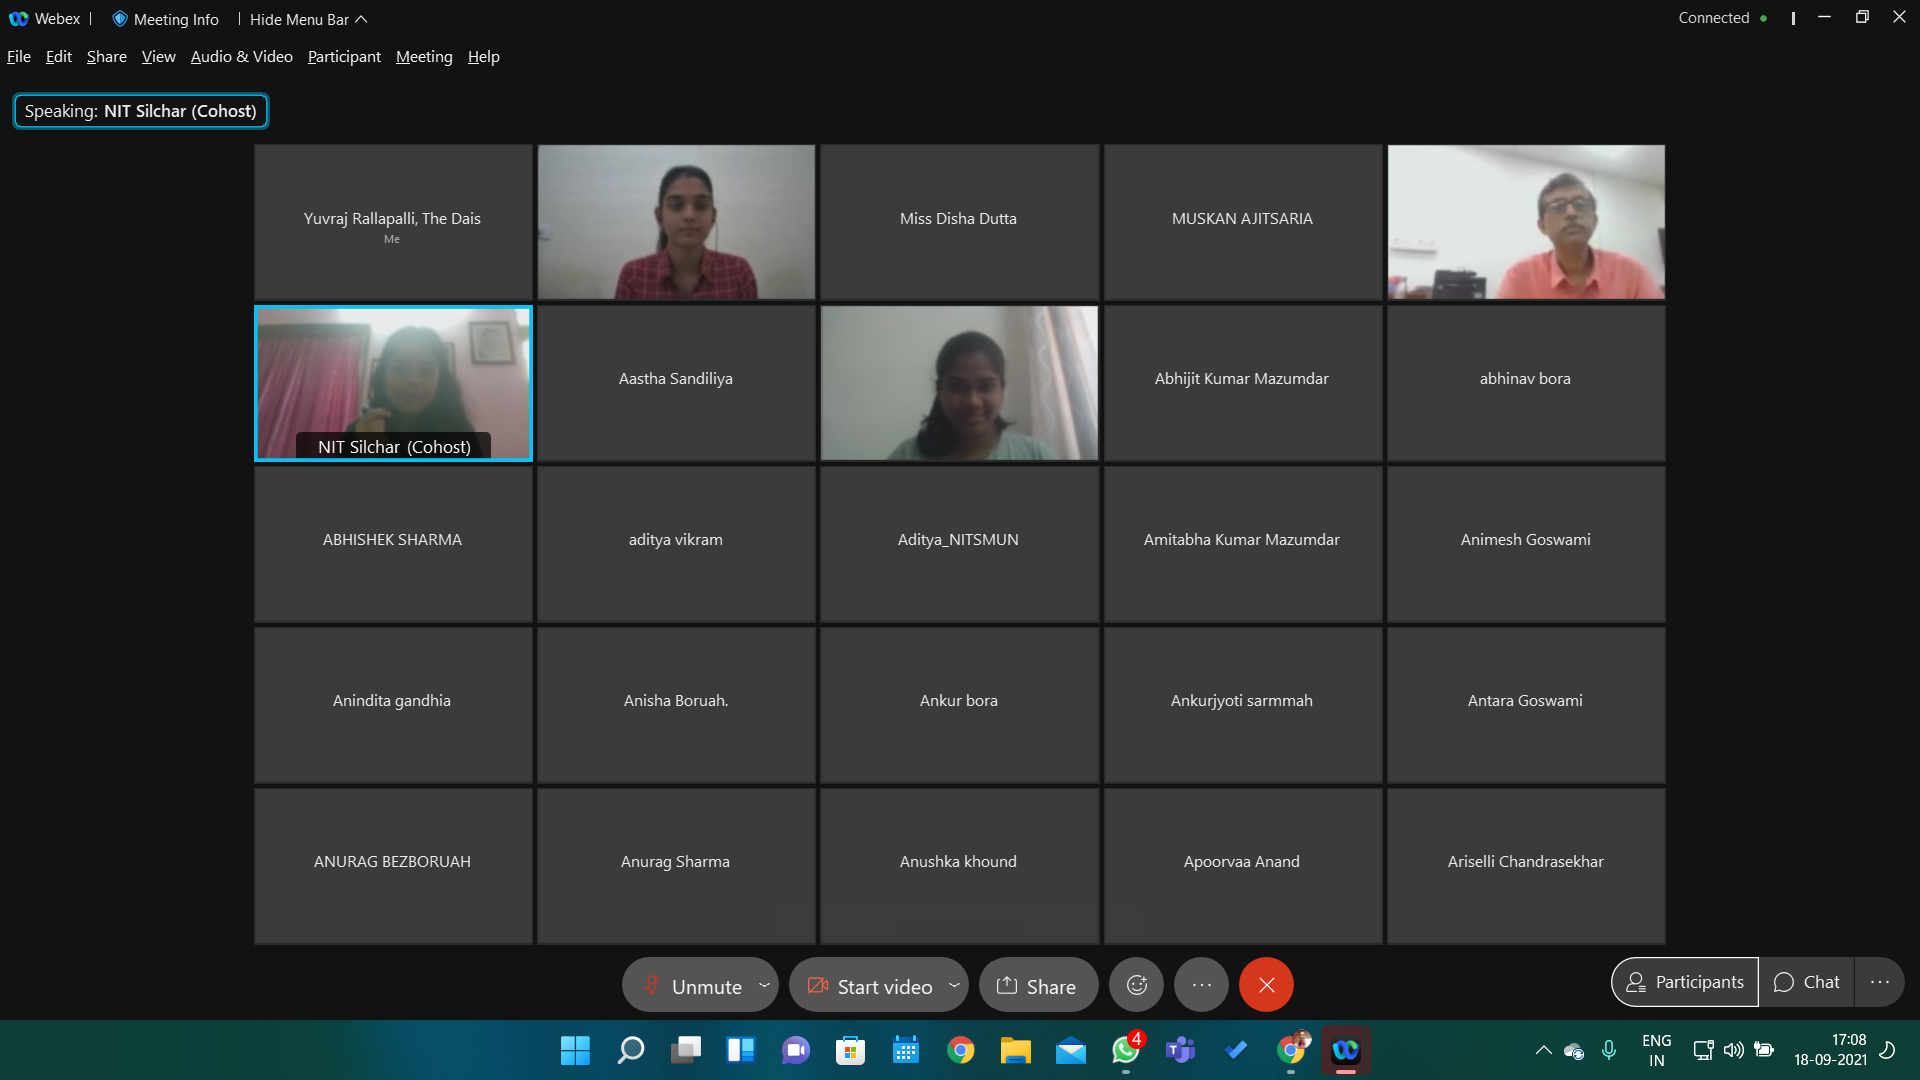 Webex
Meeting Info
Hide Menu Bar
Connected
File Edit Share View Audio & Video Participant Meeting Help
Speaking: NIT Silchar (Cohost)
Yuvraj Rallapalli, The Dais
Me
Miss Disha Dutta
MUSKAN AJITSARIA
NIT Silchar (Cohost)
Aastha Sandiliya
Abhijit Kumar Mazumdar
abhinav bora
ABHISHEK SHARMA
aditya vikram
Aditya_NITSMUN
Amitabha Kumar Mazumdar
Animesh Goswami
Anindita gandhia
Anisha Boruah.
Ankur bora
Ankurjyoti sarmmah
Antara Goswami
ANURAG BEZBORUAH
Anurag Sharma
Anushka khound
Apoorvaa Anand
Ariselli Chandrasekhar
Unmute
Start video
Share
Participants
Chat
4
ENG
IN
17:08
18-09-2021